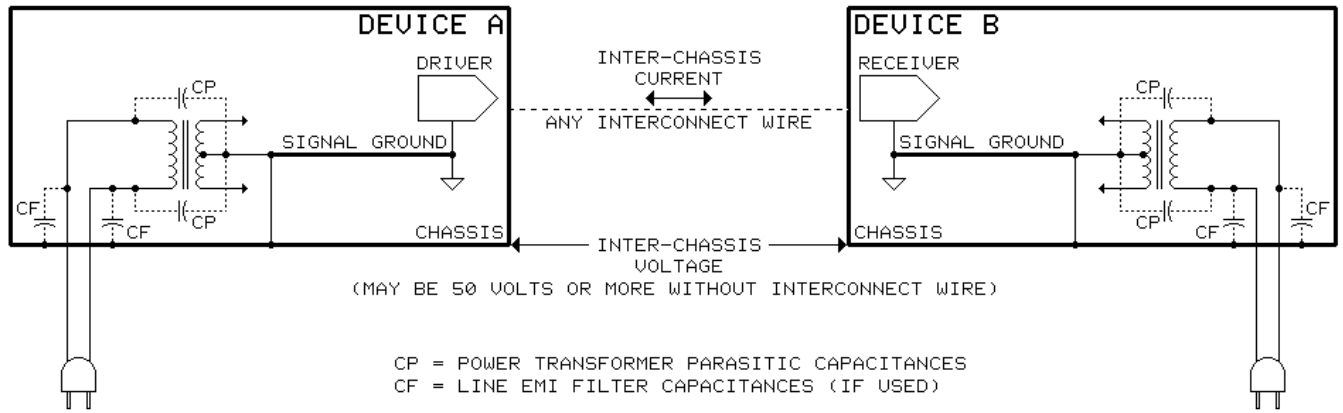 DEVICE A
DEVICE B
DRIVER
INTER-CHASSIS
CURRENT
RECEIVER
CP
CP
ANY INTERCONNECT WIRE
SIGNAL GROUND
SIGNAL GROUND
CF
CP
CF
CP
CF
CF
CHASSIS
INTER-CHASSIS
VOLTAGE
CHASSIS
(MAY BE 50 VOLTS OR MORE WITHOUT INTERCONNECT WIRE)
CP = POWER TRANSFORMER PARASITIC CAPACITANCES
CF = LINE EMI FILTER CAPACITANCES (IF USED)